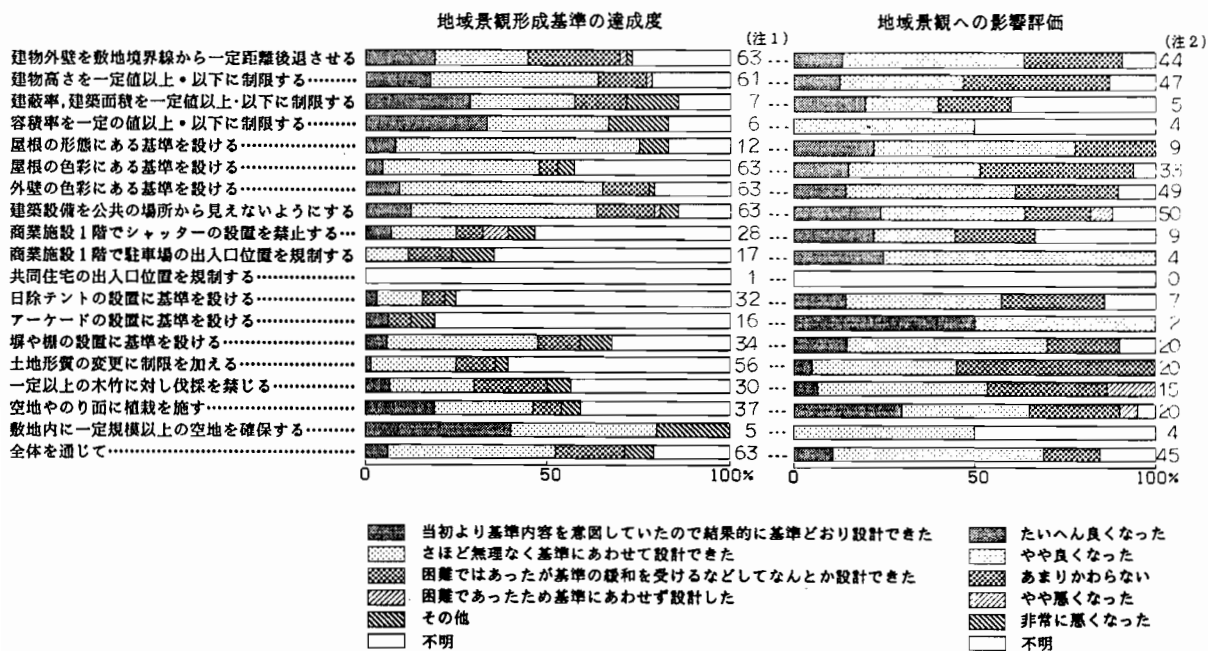 地域景観形成基準の達成度
地域景観への影響評価
(注1)
(注2)
建物外壁を敷地境界線から一定距離後退させる 63 --- 44
建物高さを一定値以上・以下に制限する……… 61 --- 47
建蔽率,建築面積を一定値以上・以下に制限する 7 --- 5
容積率を一定の値以上・以下に制限する……… 6 --- 4
屋根の形態にある基準を設ける……………… 12 --- 9
屋根の色彩にある基準を設ける……………… 63 --- 33
外壁の色彩にある基準を設ける……………… 63 --- 49
建築設備を公共の場所から見えないようにする 63 --- 50
商業施設1階でシャッターの設置を禁止する… 28 --- 9
商業施設1階で駐車場の出入口位置を規制する 17 --- 4
共同住宅の出入口位置を規制する…………… 1 --- 0
日除テントの設置に基準を設ける…………… 32 --- 7
アーケードの設置に基準を設ける…………… 16 --- 2
塀や棚の設置に基準を設ける……………… 34 --- 20
土地形質の変更に制限を加える……………… 56 --- 20
一定以上の木竹に対し伐採を禁じる………… 30 --- 15
空地やのり面に植栽を施す…………………… 37 --- 20
敷地内に一定規模以上の空地を確保する…… 5 --- 4
全体を通じて………………………………… 63 --- 45
0 50 100% 0 50 100%
当初より基準内容を意図していたので結果的に基準どおり設計できた
さほど無理なく基準にあわせて設計できた
困難ではあったが基準の緩和を受けるなどしてなんとか設計できた
困難であったため基準にあわせず設計した
その他
不明
たいへん良くなった
やや良くなった
あまりかわらない
やや悪くなった
非常に悪くなった
不明